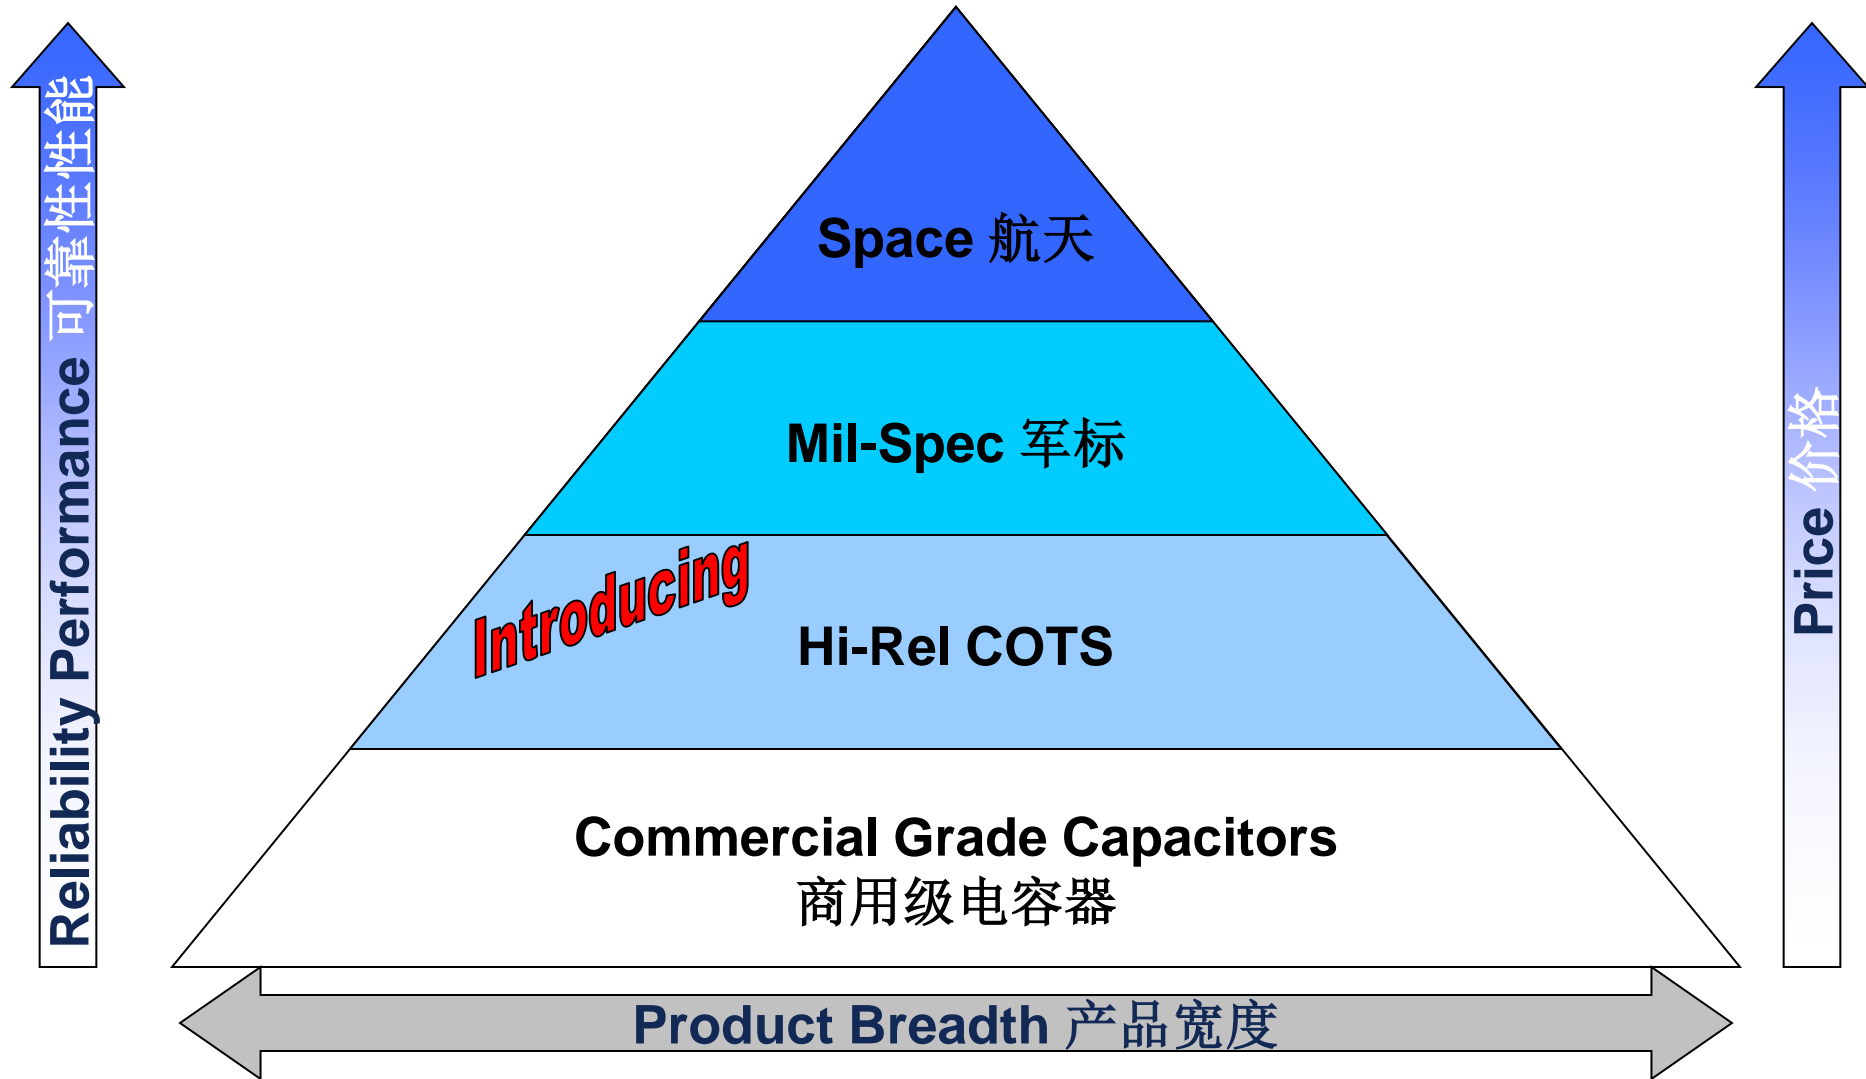 Reliability Performance 可靠性性能
Space 航天
Mil-Spec 军标
Introducing
Hi-Rel COTS
Commercial Grade Capacitors
商用级电容器
Product Breadth 产品宽度
Price 价格